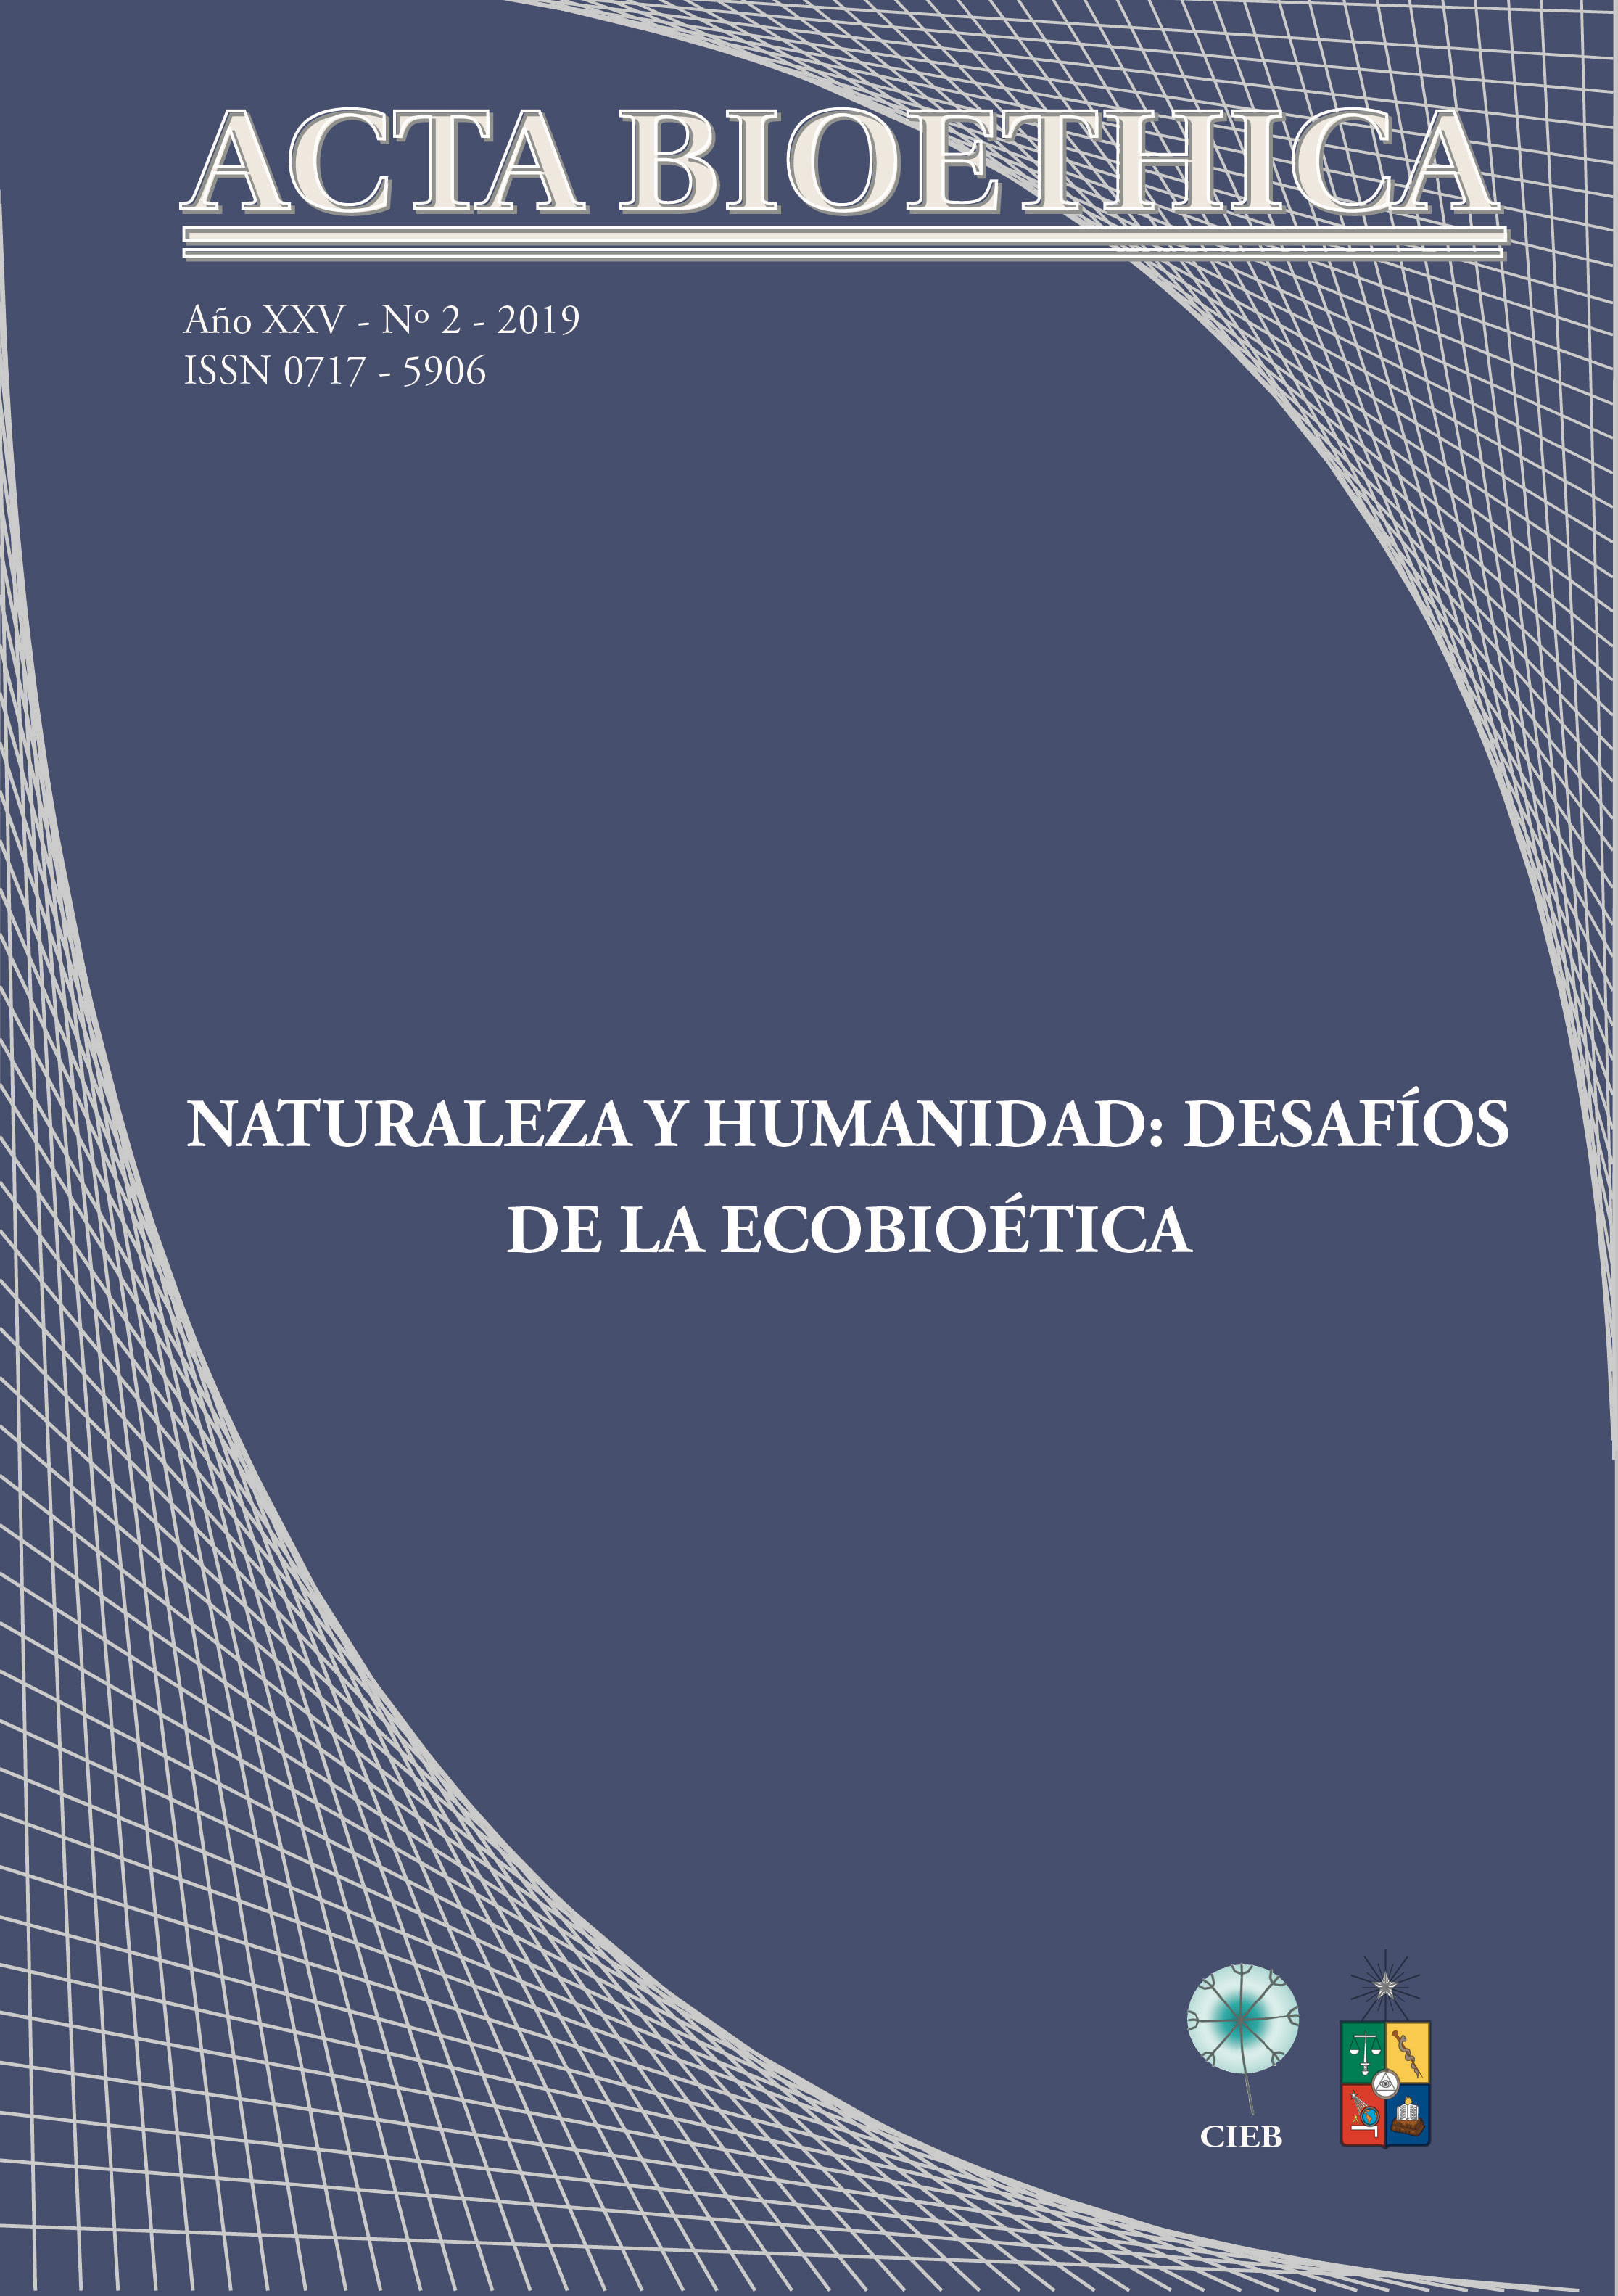 ACTA BIOETHICA
Año XXV - Nº 2 - 2019
ISSN 0717 - 5906
NATURALEZA Y HUMANIDAD: DESAFÍOS
DE LA ECOBIOÉTICA
CIEB